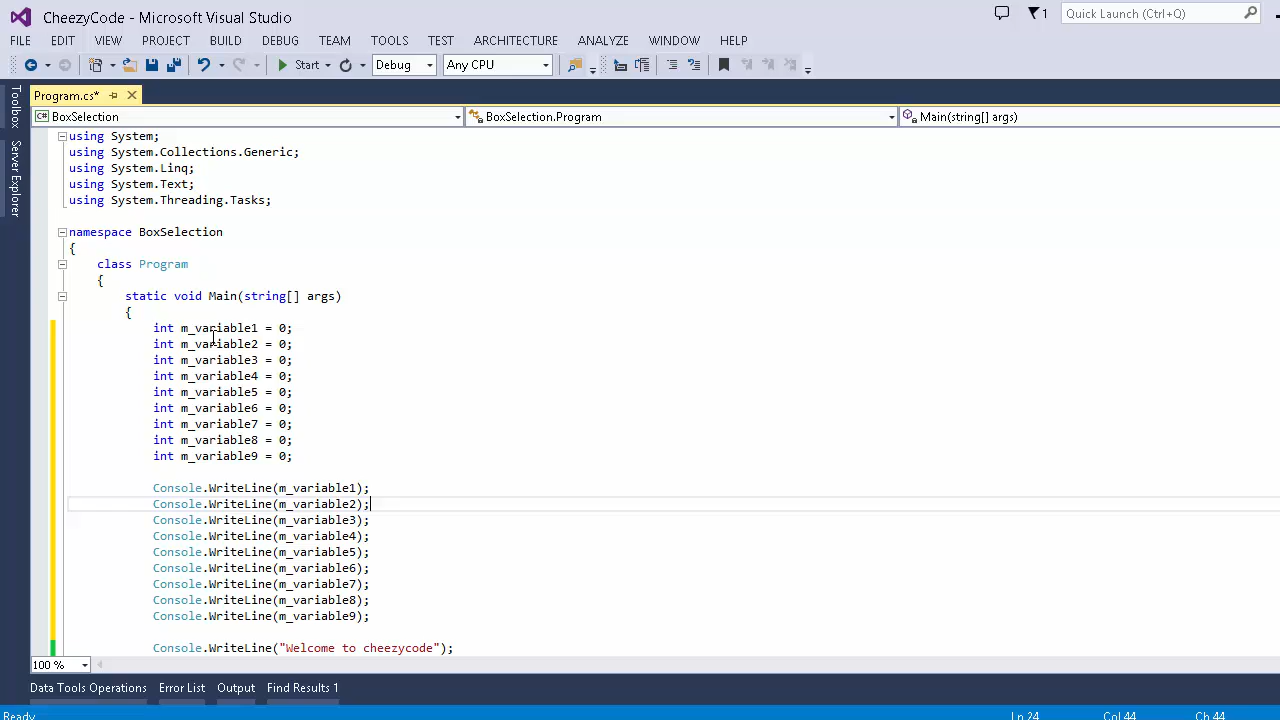 CheezyCode - Microsoft Visual Studio
1
Quick Launch (Ctrl+Q)
FILE EDIT VIEW PROJECT BUILD DEBUG TEAM TOOLS TEST ARCHITECTURE ANALYZE WINDOW HELP
Start Debug Any CPU
Toolbox
Server Explorer
Program.cs*
BoxSelection BoxSelection.Program Main(string[] args)
using System;
using System.Collections.Generic;
using System.Linq;
using System.Text;
using System.Threading.Tasks;
namespace BoxSelection
{
class Program
{
static void Main(string[] args)
{
int m_variable1 = 0;
int m_variable2 = 0;
int m_variable3 = 0;
int m_variable4 = 0;
int m_variable5 = 0;
int m_variable6 = 0;
int m_variable7 = 0;
int m_variable8 = 0;
int m_variable9 = 0;
Console.WriteLine(m_variable1);
Console.WriteLine(m_variable2);
Console.WriteLine(m_variable3);
Console.WriteLine(m_variable4);
Console.WriteLine(m_variable5);
Console.WriteLine(m_variable6);
Console.WriteLine(m_variable7);
Console.WriteLine(m_variable8);
Console.WriteLine(m_variable9);
Console.WriteLine("Welcome to cheezycode");
100 %
Data Tools Operations Error List Output Find Results 1
Ready Ln 24 Col 44 Ch 44